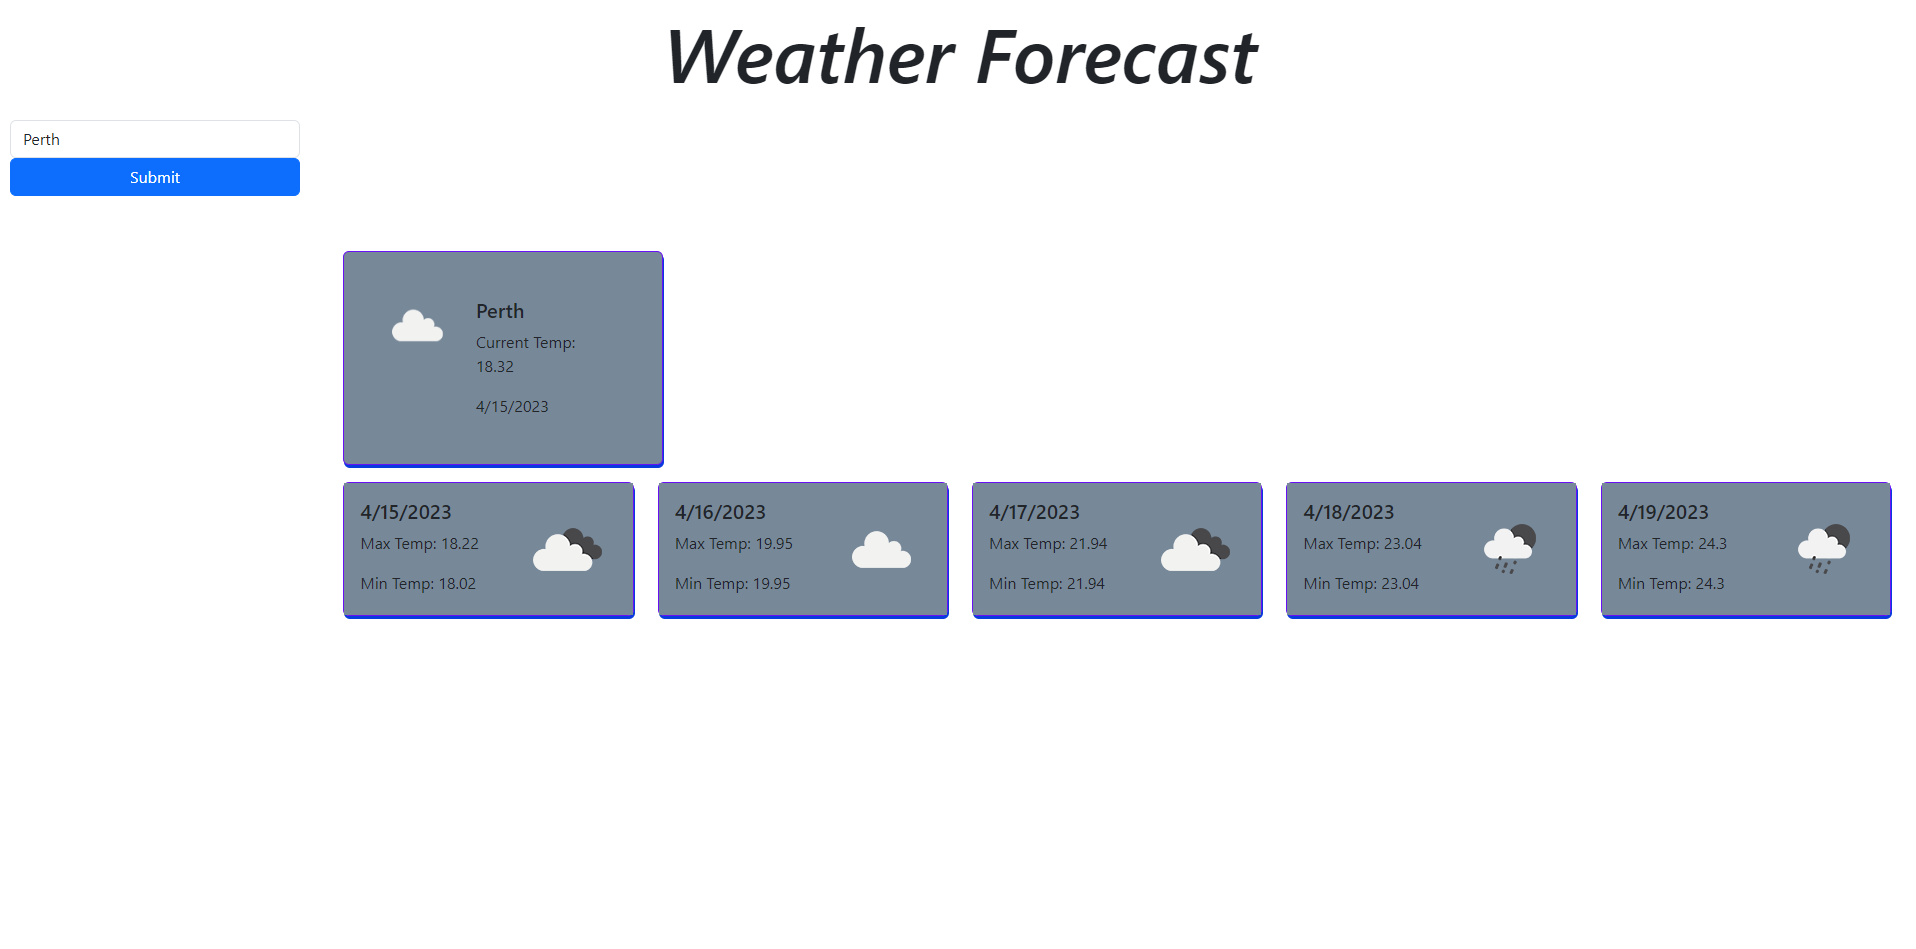 Weather Forecast
Perth
Submit
Perth
Current Temp:
18.32
4/15/2023
4/15/2023
Max Temp: 18.22
Min Temp: 18.02
4/16/2023
Max Temp: 19.95
Min Temp: 19.95
4/17/2023
Max Temp: 21.94
Min Temp: 21.94
4/18/2023
Max Temp: 23.04
Min Temp: 23.04
4/19/2023
Max Temp: 24.3
Min Temp: 24.3